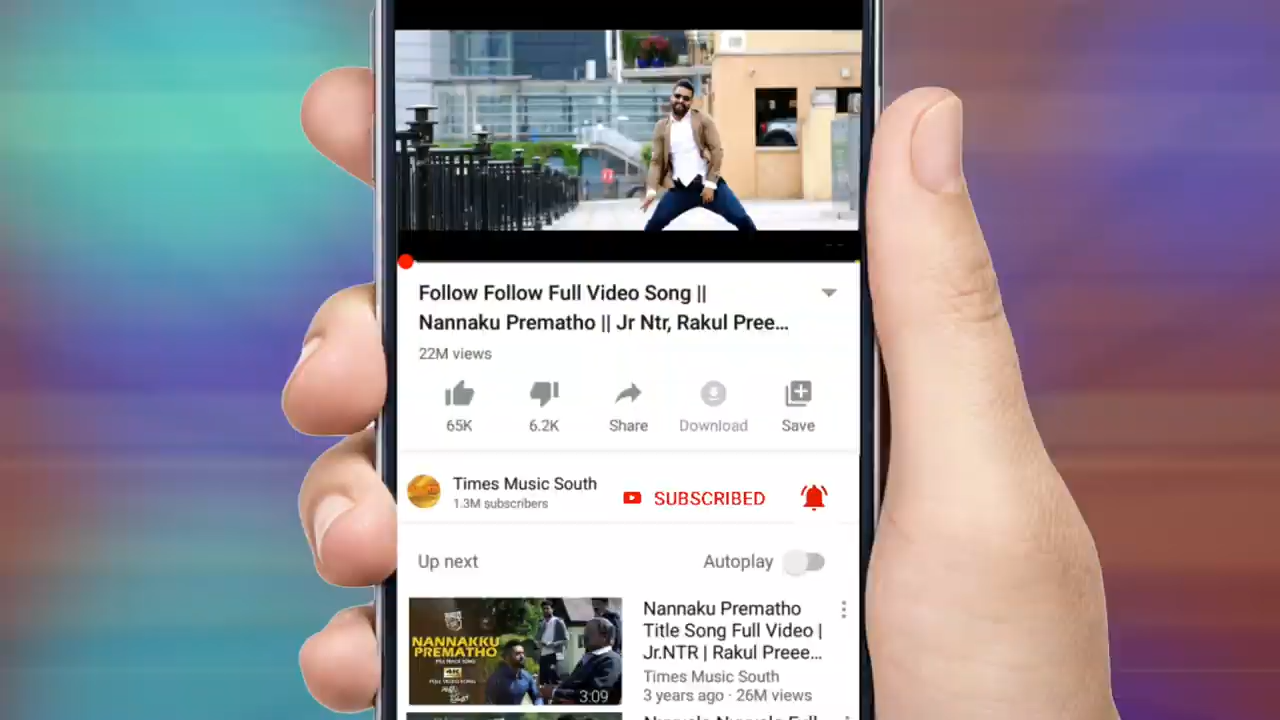 Follow Follow Full Video Song ||
Nannaku Prematho || Jr Ntr, Rakul Pree...
22M views
65K 6.2K Share Download Save
Times Music South
1.3M subscribers
SUBSCRIBED
Up next Autoplay
NANNAKKU
PREMATHO
4K
3:09
Nannaku Prematho
Title Song Full Video |
Jr.NTR | Rakul Preee...
Times Music South
3 years ago · 26M views